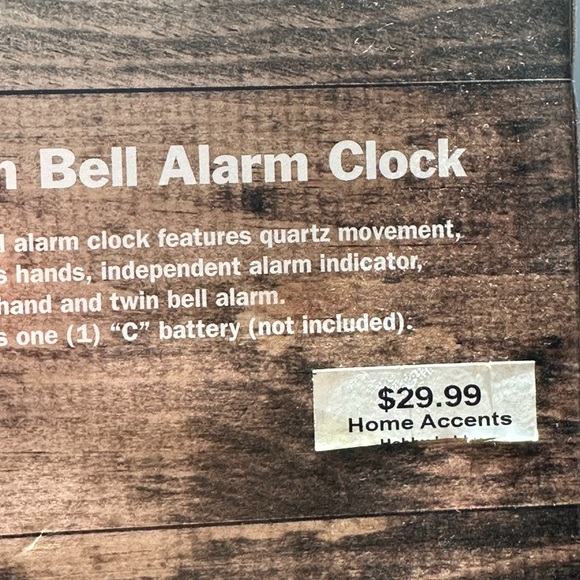 Bell Alarm Clock
alarm clock features quartz movement,
hands, independent alarm indicator,
hand and twin bell alarm.
one (1) “C” battery (not included).
$29.99
Home Accents